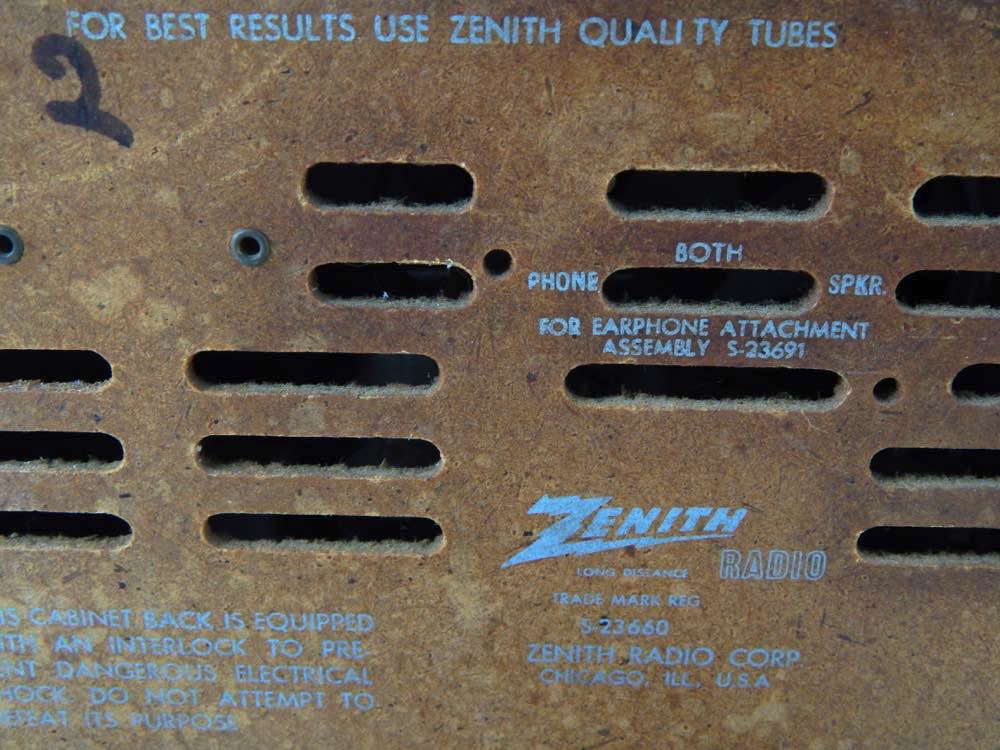 FOR BEST RESULTS USE ZENITH QUALITY TUBES
2
BOTH
PHONE SPKR.
FOR EARPHONE ATTACHMENT
ASSEMBLY S-23691
ZENITH RADIO
LONG DISTANCE
TRADE MARK REG
S-23660
ZENITH RADIO CORP.
CHICAGO, ILL., U.S.A
IS CABINET BACK IS EQUIPPED
ITH AN INTERLOCK TO PRE-
ENT DANGEROUS ELECTRICAL
HOCK. DO NOT ATTEMPT TO
EFEAT ITS PURPOSE